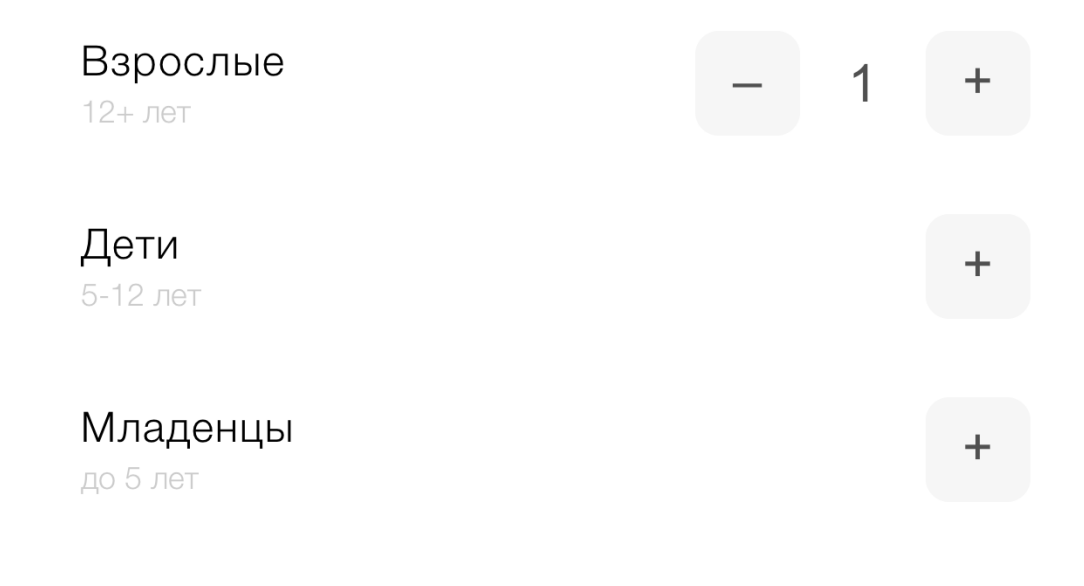 Взрослые
12+ лет
– 1 +
Дети
5-12 лет
+
Младенцы
до 5 лет
+